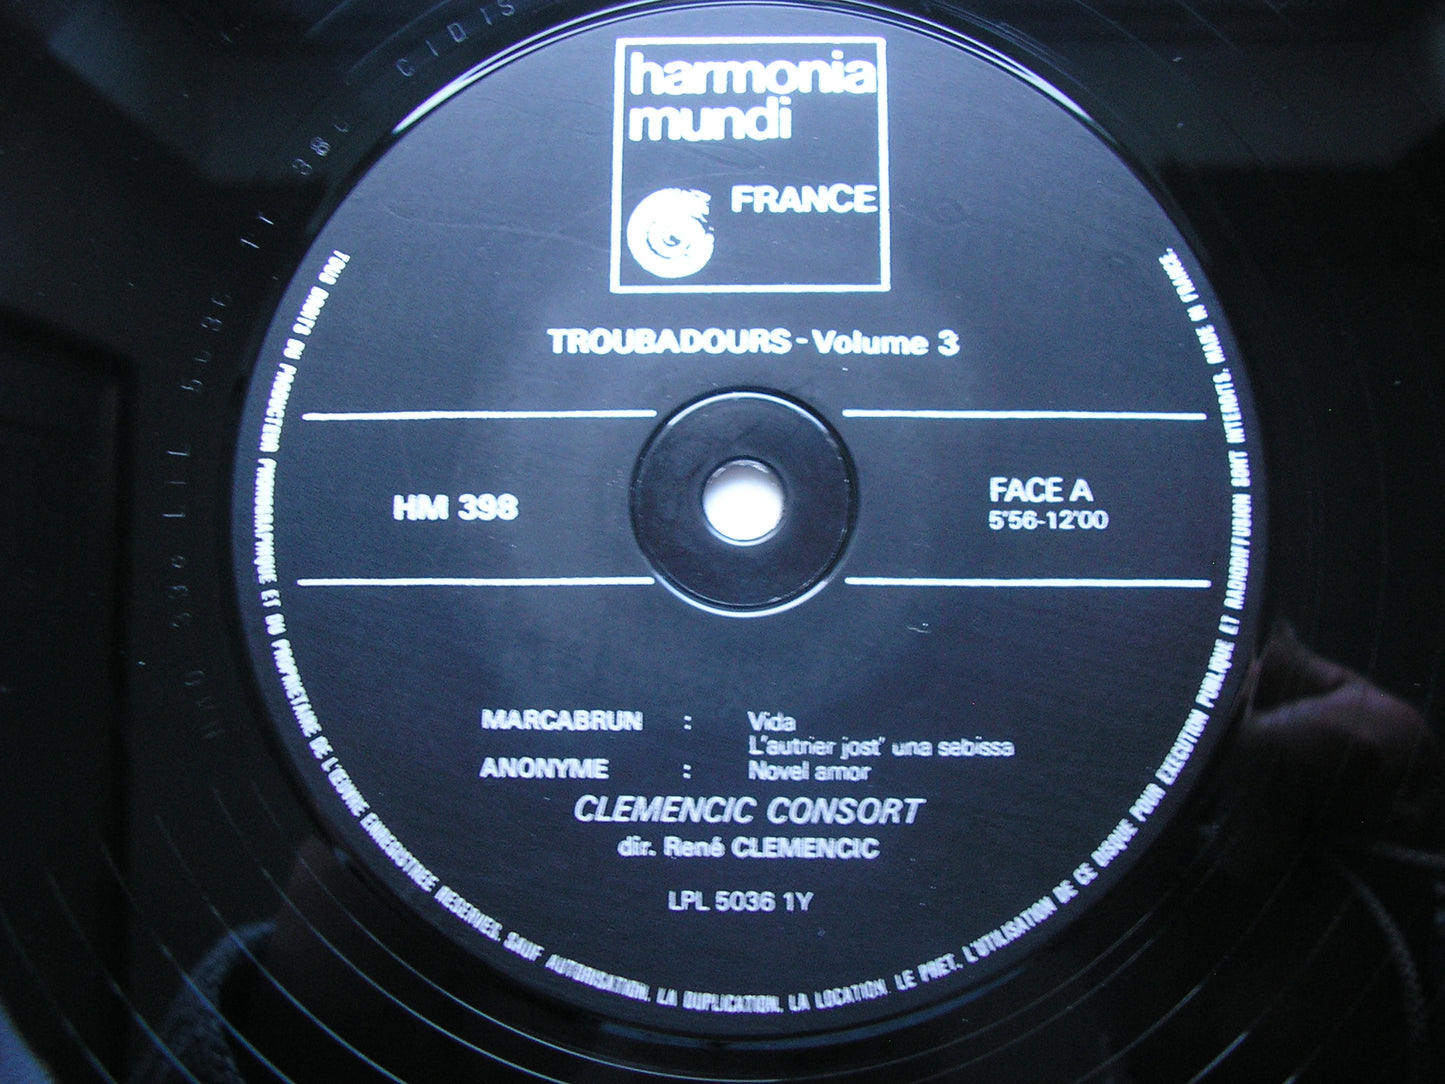 harmonia
mundi
FRANCE
TROUBADOURS - Volume 3
HM 398
FACE A
5'56-12'00
MARCABRUN : Vida
L'autrier jost' una sebissa
ANONYME : Novel amor
CLEMENCIC CONSORT
dir. René CLEMENCIC
LPL 5036 1Y
TOUS DROITS DU PRODUCTEUR PHONOGRAPHIQUE ET DU PROPRIETAIRE DE L'ŒUVRE ENREGISTREE RESERVES. SAUF AUTORISATION, LA DUPLICATION, LA LOCATION, LE PRET, L'UTILISATION DE CE DISQUE POUR EXECUTION PUBLIQUE ET RADIODIFFUSION SONT INTERDITS. MADE IN FRANCE.